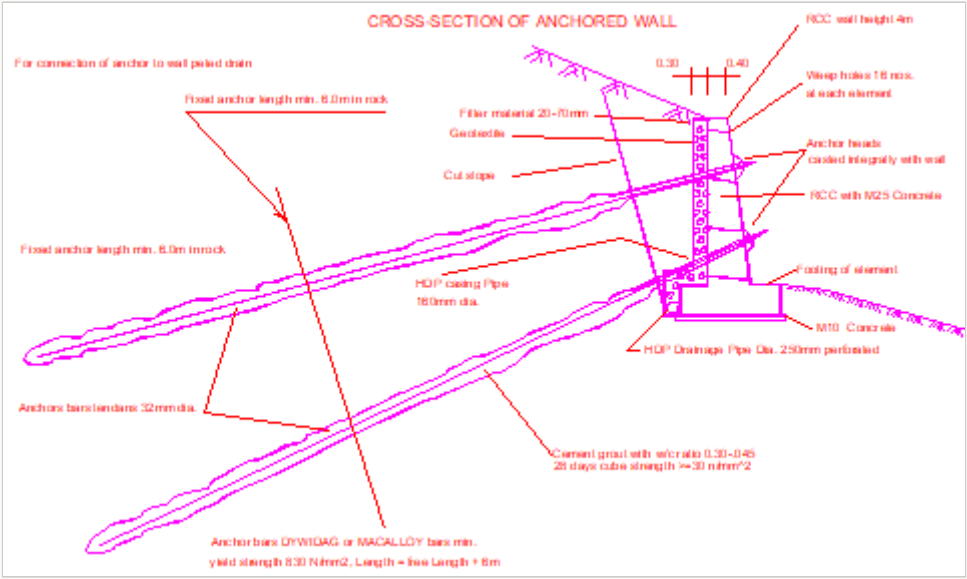 CROSS-SECTION OF ANCHORED WALL
RCC wall height 4m
For connection of anchor to wall peled drain
0.30
0.40
Weep holes 16 nos.
at each element
Fixed anchor length min. 6.0m in rock
Filter material 20-70mm
Geotextile
Anchor heads
casted integrally with wall
Cut slope
RCC with M25 Concrete
Fixed anchor length min. 6.0m in rock
HDP casing Pipe
160mm dia.
Footing of element
M10 Concrete
HDP Drainage Pipe Dia. 250mm perforated
Anchors bars tendans 32mm dia.
Cement grout with w/c ratio 0.30-.045
28 days cube strength >=30 n/mm^2
Anchor bars DYWIDAG or MACALLOY bars min.
yield strength 830 N/mm2, Length = free Length + 6m